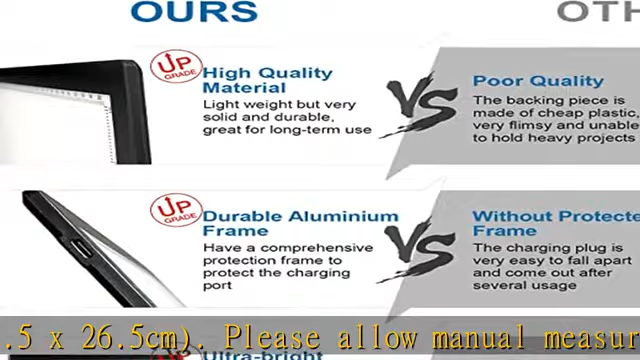 OURS
OTH
UP
GRADE
High Quality
Material
Light weight but very
solid and durable,
great for long-term use
VS
Poor Quality
The backing piece is
made of cheap plastic,
very flimsy and unable
to hold heavy projects
UP
GRADE
Durable Aluminium
Frame
Have a comprehensive
protection frame to
protect the charging
port
VS
Without Protecte
Frame
The charging plug is
very easy to fall apart
and come out after
several usage
.5 x 26.5cm). Please allow manual measur
Ultra-bright